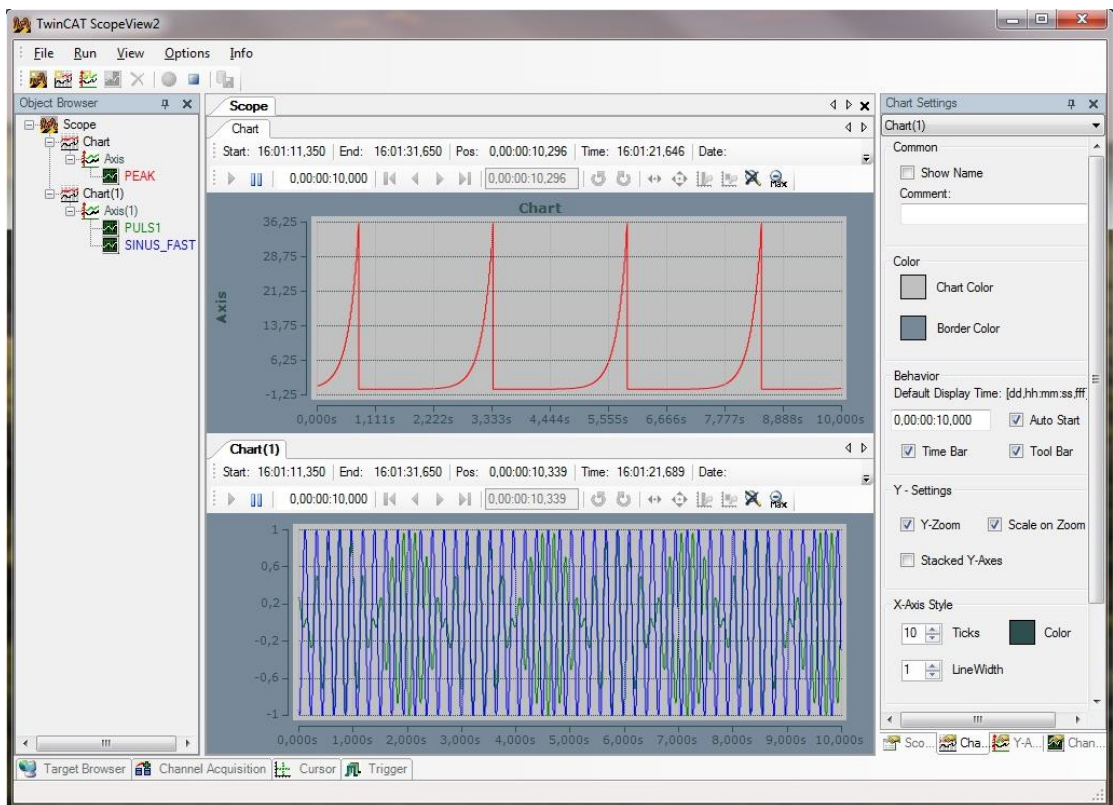 TwinCAT ScopeView2
File Run View Options Info
Object Browser
Scope
Chart
Axis
PEAK
Chart(1)
Axis(1)
PULS1
SINUS_FAST
Scope
Chart
Start: 16:01:11,350 End: 16:01:31,650 Pos: 0,00:00:10,296 Time: 16:01:21,646 Date:
0,00:00:10,000 0,00:00:10,296 Max
Chart
Axis
36,25
28,75
21,25
13,75
6,25
-1,25
0,000s 1,111s 2,222s 3,333s 4,444s 5,555s 6,666s 7,777s 8,888s 10,000s
Chart(1)
Start: 16:01:11,350 End: 16:01:31,650 Pos: 0,00:00:10,339 Time: 16:01:21,689 Date:
0,00:00:10,000 0,00:00:10,339 Max
1
0,6
0,2
-0,2
-0,6
-1
0,000s 1,000s 2,000s 3,000s 4,000s 5,000s 6,000s 7,000s 8,000s 9,000s 10,000s
Chart Settings
Chart(1)
Common
Show Name
Comment:
Color
Chart Color
Border Color
Behavior
Default Display Time: [dd,hh:mm:ss,fff]
0,00:00:10,000 Auto Start
Time Bar Tool Bar
Y - Settings
Y-Zoom Scale on Zoom
Stacked Y-Axes
X-Axis Style
10 Ticks Color
1 LineWidth
Sco... Cha... Y-A... Chan...
Target Browser Channel Acquisition Cursor Trigger